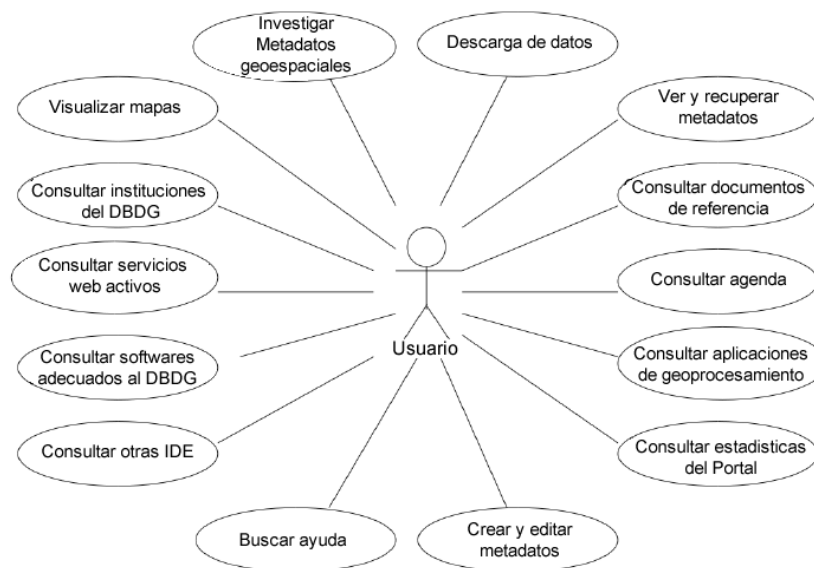 Investigar
Metadatos
geoespaciales
Descarga de datos
Visualizar mapas
Ver y recuperar
metadatos
Consultar instituciones
del DBDG
Consultar documentos
de referencia
Consultar servicios
web activos
Consultar agenda
Usuario
Consultar softwares
adecuados al DBDG
Consultar aplicaciones
de geoprocesamiento
Consultar otras IDE
Consultar estadisticas
del Portal
Buscar ayuda
Crear y editar
metadatos